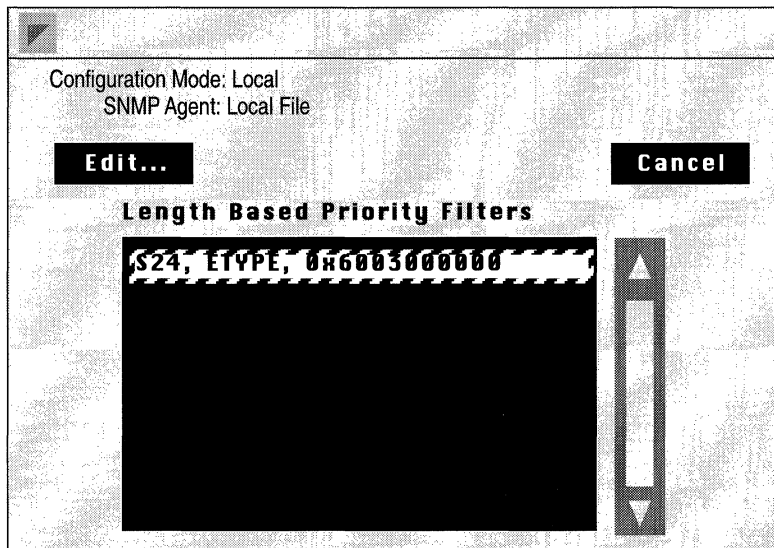 Configuration Mode: Local
SNMP Agent: Local File
Edit...
Cancel
Length Based Priority Filters
S24, ETYPE, 0x6003000000